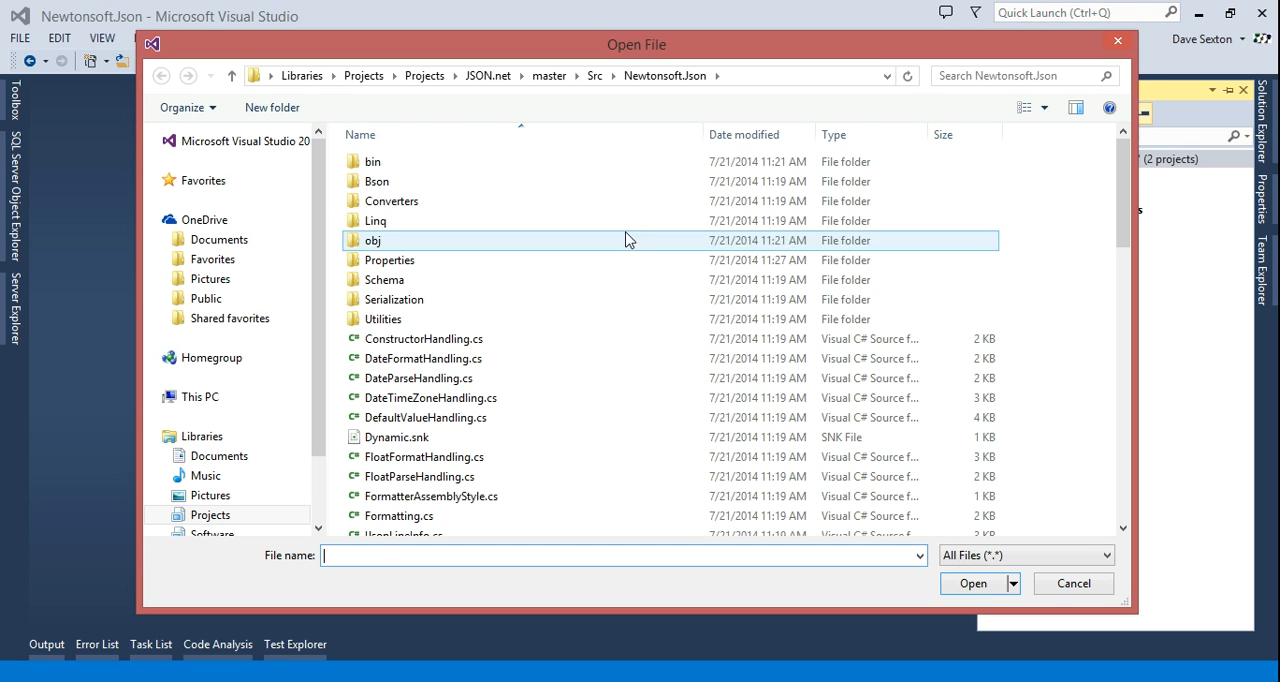 NewtonsoftJson - Microsoft Visual Studio
Quick Launch (Ctrl+Q)
FILE EDIT VIEW
Dave Sexton
Open File
Libraries Projects Projects JSON.net master Src Newtonsoft.Json
Search Newtonsoft.Json
Organize New folder
Name Date modified Type Size
Microsoft Visual Studio 20
Favorites
OneDrive
Documents
Favorites
Pictures
Public
Shared favorites
Homegroup
This PC
Libraries
Documents
Music
Pictures
Projects
Software
bin 7/21/2014 11:21 AM File folder
Bson 7/21/2014 11:19 AM File folder
Converters 7/21/2014 11:19 AM File folder
Linq 7/21/2014 11:19 AM File folder
obj 7/21/2014 11:21 AM File folder
Properties 7/21/2014 11:27 AM File folder
Schema 7/21/2014 11:19 AM File folder
Serialization 7/21/2014 11:19 AM File folder
Utilities 7/21/2014 11:19 AM File folder
ConstructorHandling.cs 7/21/2014 11:19 AM Visual C# Source f... 2 KB
DateFormatHandling.cs 7/21/2014 11:19 AM Visual C# Source f... 2 KB
DateParseHandling.cs 7/21/2014 11:19 AM Visual C# Source f... 2 KB
DateTimeZoneHandling.cs 7/21/2014 11:19 AM Visual C# Source f... 3 KB
DefaultValueHandling.cs 7/21/2014 11:19 AM Visual C# Source f... 4 KB
Dynamic.snk 7/21/2014 11:19 AM SNK File 1 KB
FloatFormatHandling.cs 7/21/2014 11:19 AM Visual C# Source f... 3 KB
FloatParseHandling.cs 7/21/2014 11:19 AM Visual C# Source f... 2 KB
FormatterAssemblyStyle.cs 7/21/2014 11:19 AM Visual C# Source f... 1 KB
Formatting.cs 7/21/2014 11:19 AM Visual C# Source f... 2 KB
IJsonLineInfo.cs 7/21/2014 11:19 AM Visual C# Source f... 2 KB
File name:
All Files (*.*)
Open Cancel
Toolbox
SQL Server Object Explorer
Server Explorer
' (2 projects)
s
Solution Explorer
Properties
Team Explorer
Output Error List Task List Code Analysis Test Explorer